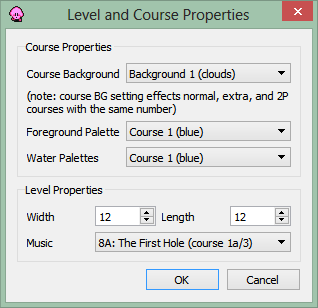 Level and Course Properties
Course Properties
Course Background Background 1 (clouds)
(note: course BG setting effects normal, extra, and 2P
courses with the same number)
Foreground Palette Course 1 (blue)
Water Palettes Course 1 (blue)
Level Properties
Width 12 Length 12
Music 8A: The First Hole (course 1a/3)
OK Cancel